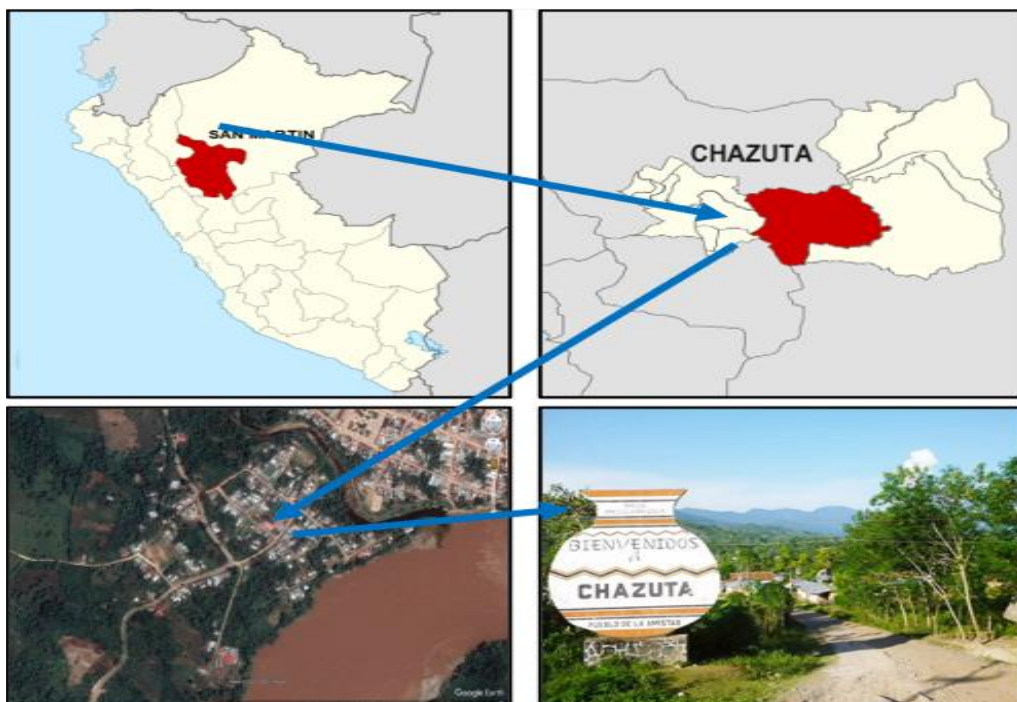 SAN MARTIN
CHAZUTA
Google Earth
BIENVENIDOS
A
CHAZUTA
PUEBLO DE LA AMISTAD